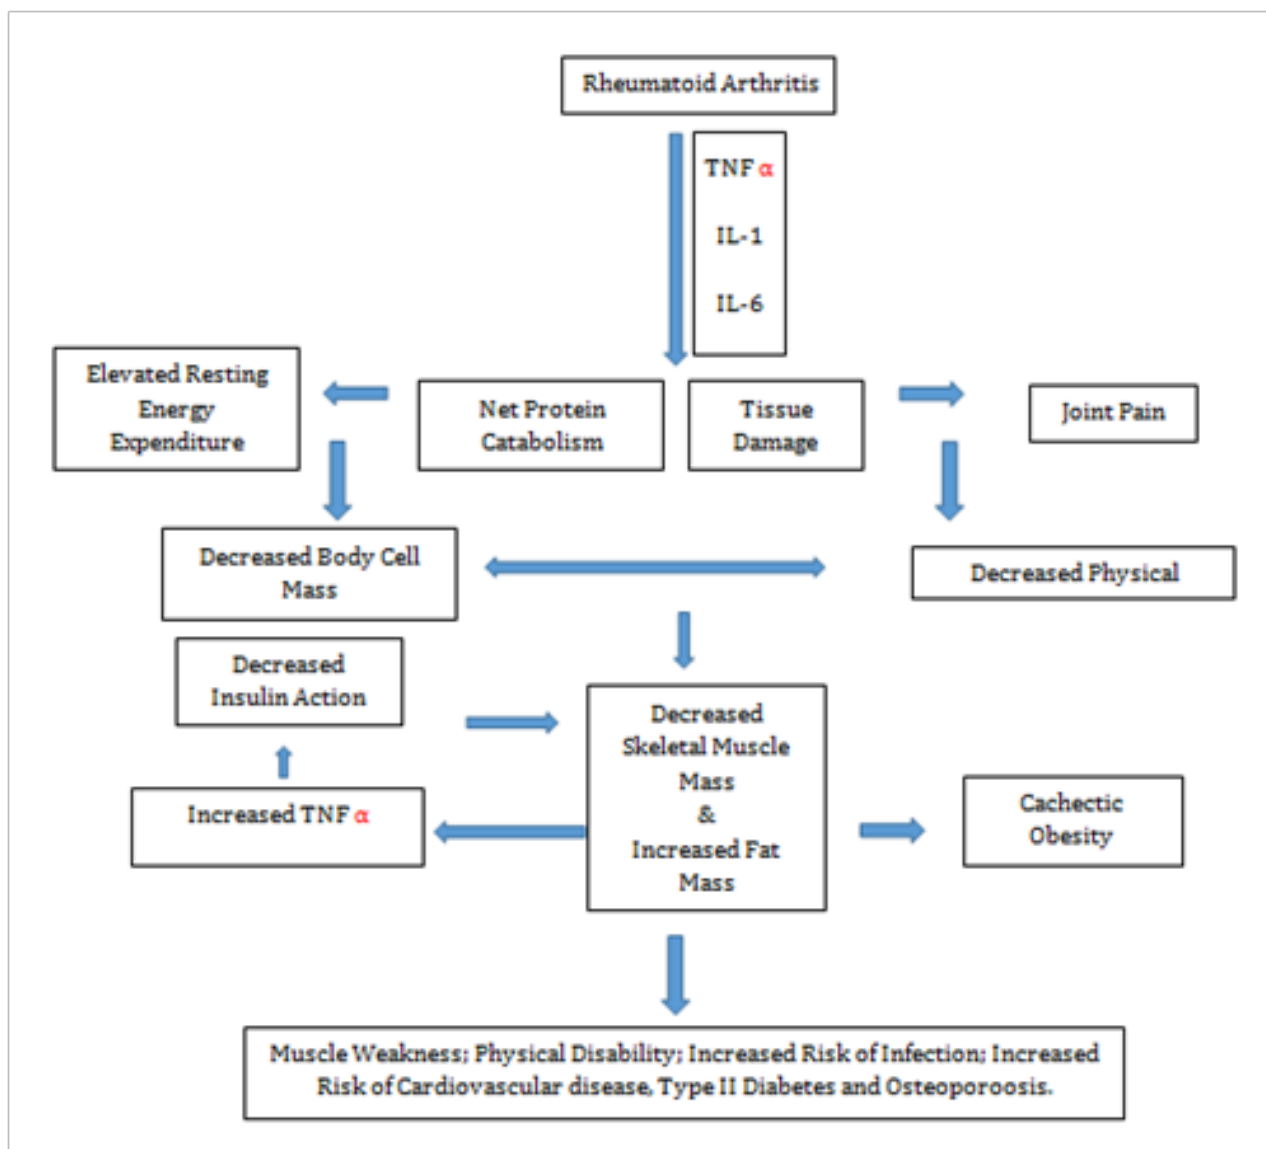 Rheumatoid Arthritis
TNF α
IL-1
IL-6
Elevated Resting
Energy
Expenditure
Net Protein
Catabolism
Tissue
Damage
Joint Pain
Decreased Body Cell
Mass
Decreased Physical
Decreased
Insulin Action
Decreased
Skeletal Muscle
Mass
&
Increased Fat
Mass
Increased TNF α
Cachectic
Obesity
Muscle Weakness; Physical Disability; Increased Risk of Infection; Increased
Risk of Cardiovascular disease, Type II Diabetes and Osteoporoosis.